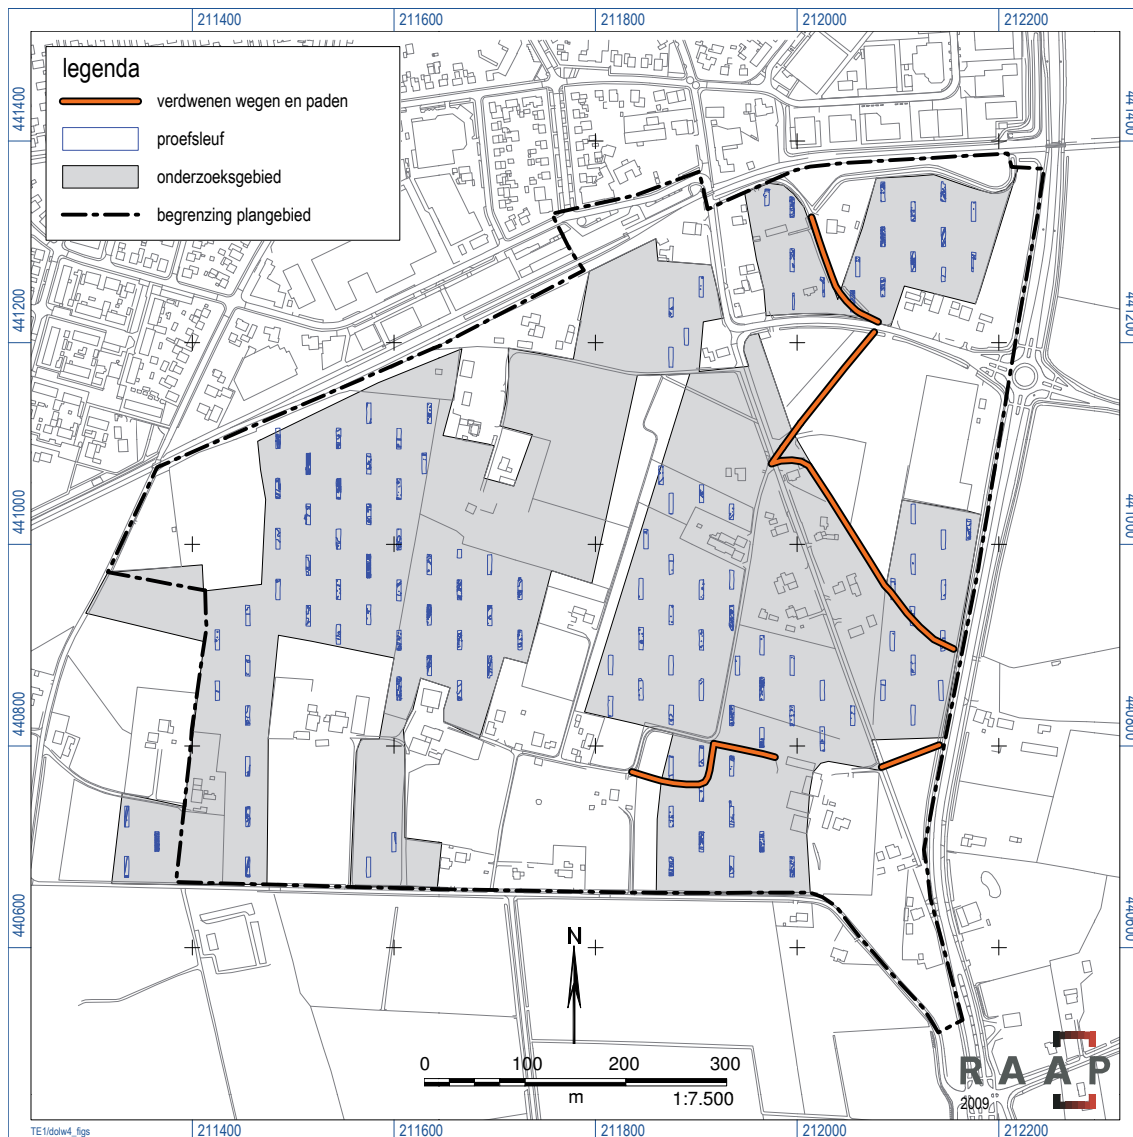 211400
211600
211800
212000
212200
legenda
verdwenen wegen en paden
proefsleuf
onderzoeksgebied
begrenzing plangebied
441400
441400
441200
441200
441000
441000
440800
440800
440600
440600
N
0 100 200 300
m 1:7.500
RAAP
2009
TE1/dolw4_figs
211400
211600
211800
212000
212200